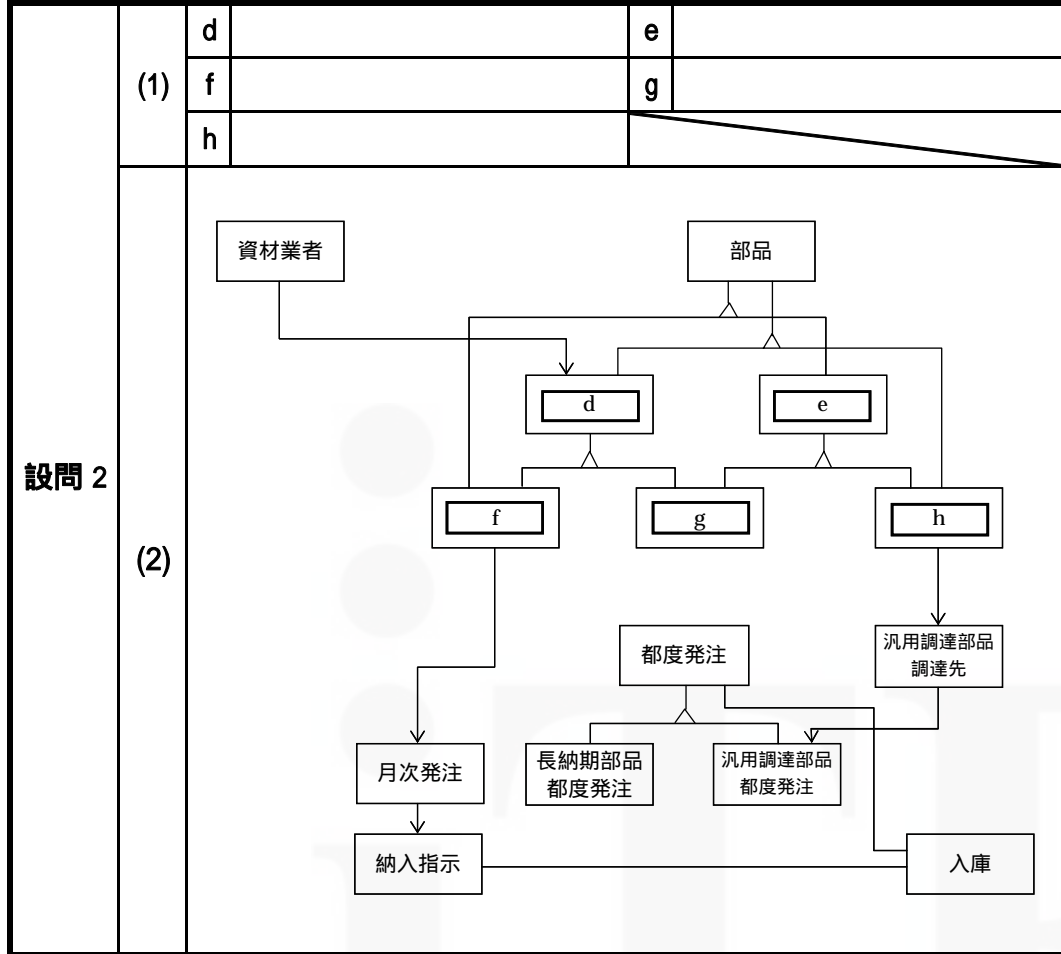 設問 2
(1)
d
e
f
g
h
(2)
資材業者
部品
d
e
f
g
h
都度発注
汎用調達部品
調達先
月次発注
長納期部品
都度発注
汎用調達部品
都度発注
納入指示
入庫